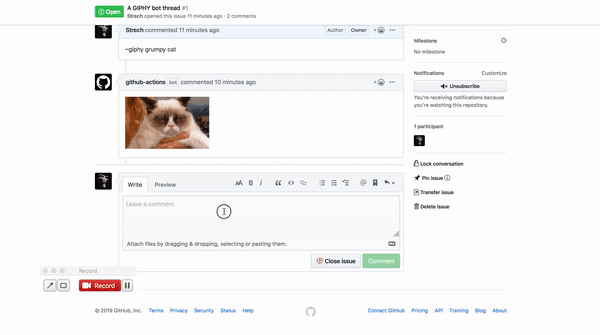 Open
A GIPHY bot thread #1
Strech opened this issue 11 minutes ago · 2 comments
Strech commented 11 minutes ago
Author
Owner
~giphy grumpy cat
github-actions bot commented 10 minutes ago
Write
Preview
AA B i
Leave a comment
Attach files by dragging & dropping, selecting or pasting them.
Close issue
Comment
Milestone
No milestone
Notifications
Customize
Unsubscribe
You're receiving notifications because
you're watching this repository.
1 participant
Lock conversation
Pin issue
Transfer issue
Delete issue
Record
Record
© 2019 GitHub, Inc.
Terms
Privacy
Security
Status
Help
Contact GitHub
Pricing
API
Training
Blog
About